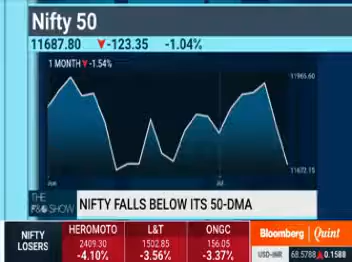 Nifty 50
11687.80 ▼-123.35 -1.04%
1 MONTH ▼ -1.54%
11965.60
Jun
Jul
11672.15
THE
F&O SHOW
NIFTY FALLS BELOW ITS 50-DMA
NIFTY
LOSERS
HEROMOTO
2409.30
-4.10%
L&T
1502.85
-3.56%
ONGC
156.05
-3.37%
Bloomberg | Quint
USD-INR 68.5788 ▲ 0.1588